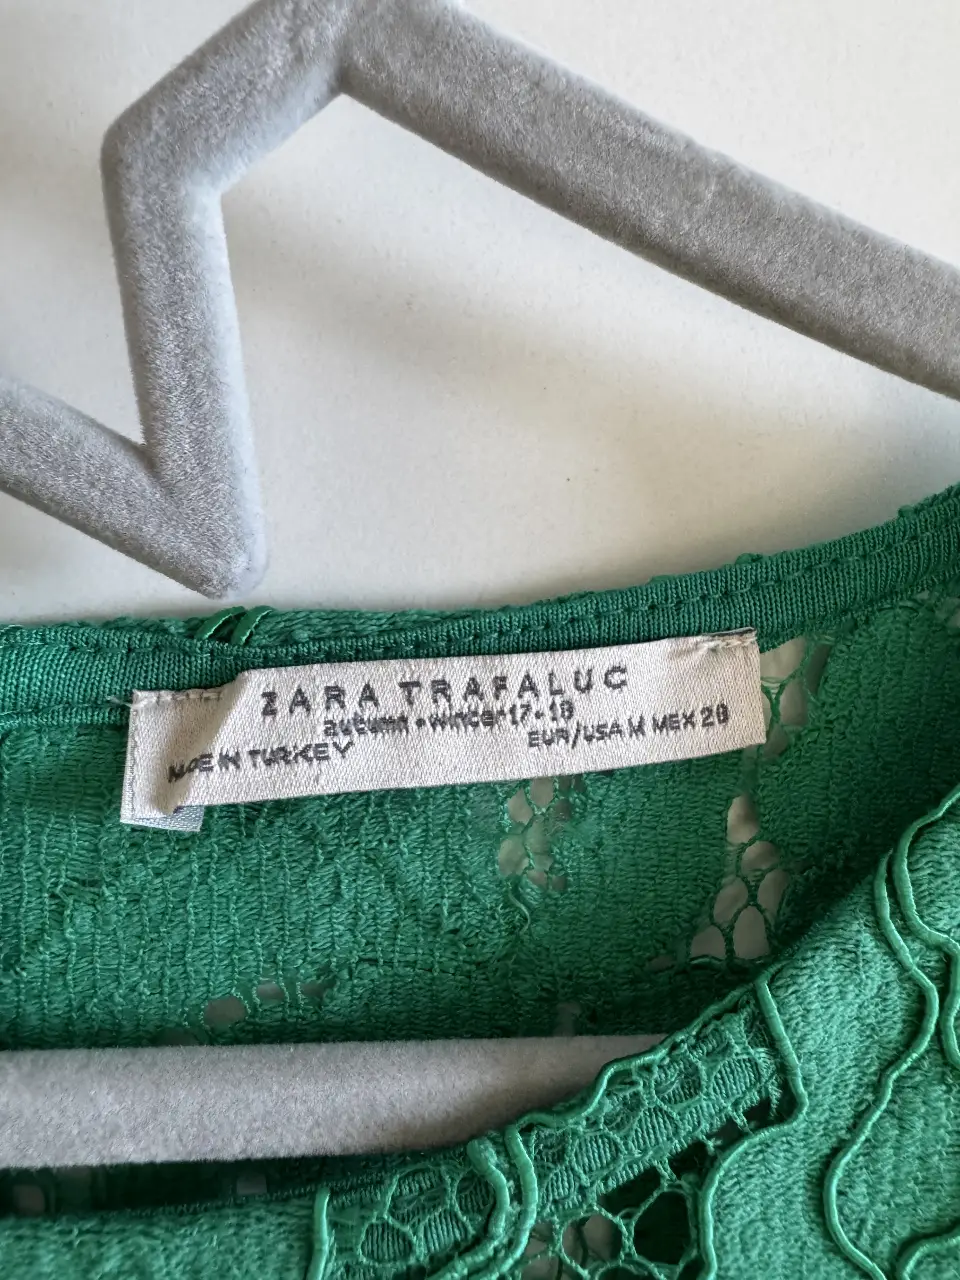 ZARA TRAFALUC
autumn • winter 17-18
MADE IN TURKEY
EUR/USA M MEX 28